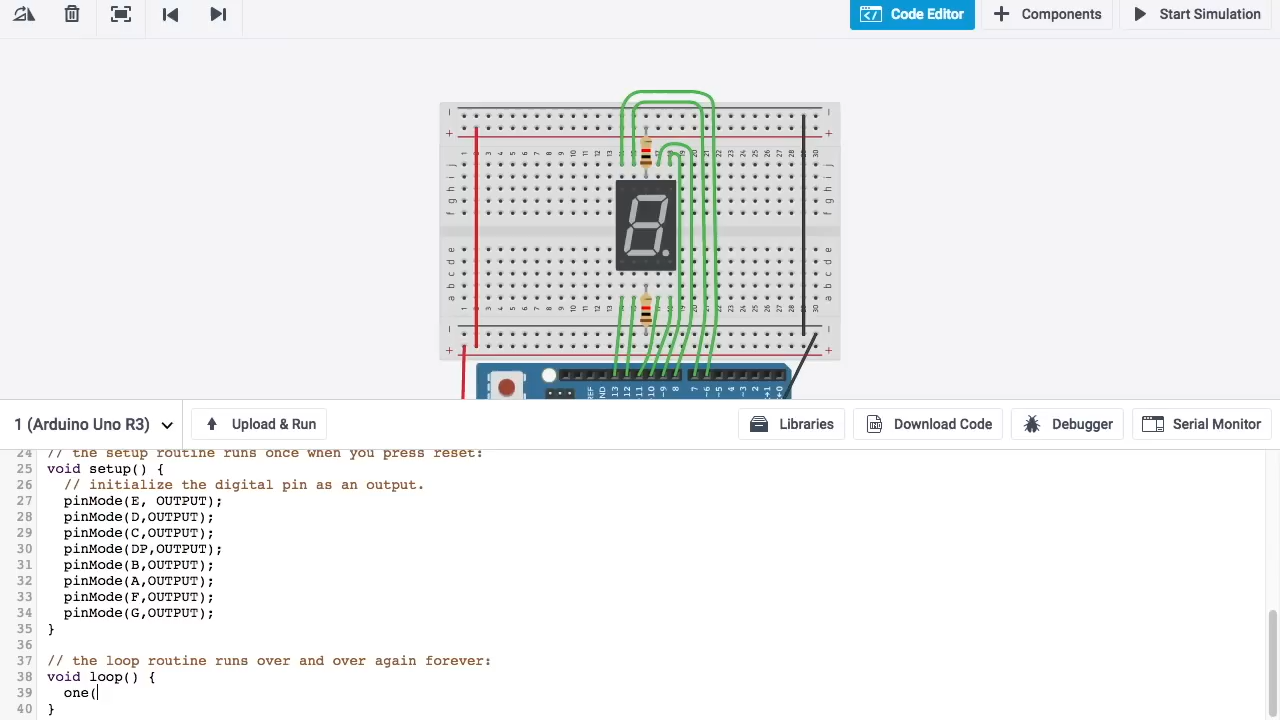 Code Editor
Components
Start Simulation
1 (Arduino Uno R3)
Upload & Run
Libraries
Download Code
Debugger
Serial Monitor
24 // the setup routine runs once when you press reset:
25 void setup() {
26 // initialize the digital pin as an output.
27 pinMode(E, OUTPUT);
28 pinMode(D,OUTPUT);
29 pinMode(C,OUTPUT);
30 pinMode(DP,OUTPUT);
31 pinMode(B,OUTPUT);
32 pinMode(A,OUTPUT);
33 pinMode(F,OUTPUT);
34 pinMode(G,OUTPUT);
35 }
36
37 // the loop routine runs over and over again forever:
38 void loop() {
39 one(
40 }